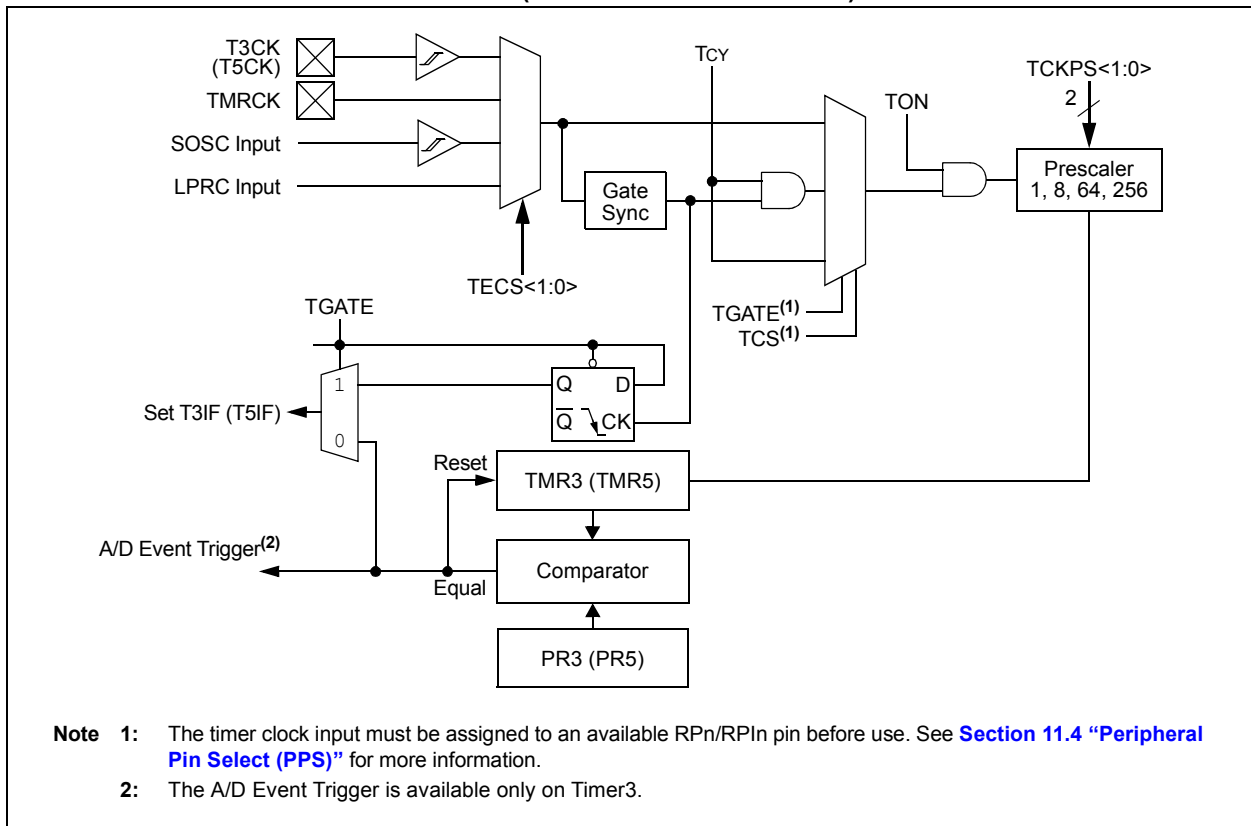 T3CK
(T5CK)
TMRCK
SOSC Input
LPRC Input
TECS<1:0>
Gate
Sync
TCY
TGATE(1)
TCS(1)
TON
TCKPS<1:0>
2
Prescaler
1, 8, 64, 256
TGATE
1
0
Set T3IF (T5IF)
Q D
Q CK
Reset
TMR3 (TMR5)
A/D Event Trigger(2)
Equal
Comparator
PR3 (PR5)
Note 1: The timer clock input must be assigned to an available RPn/RPIn pin before use. See Section 11.4 “Peripheral
Pin Select (PPS)” for more information.
2: The A/D Event Trigger is available only on Timer3.